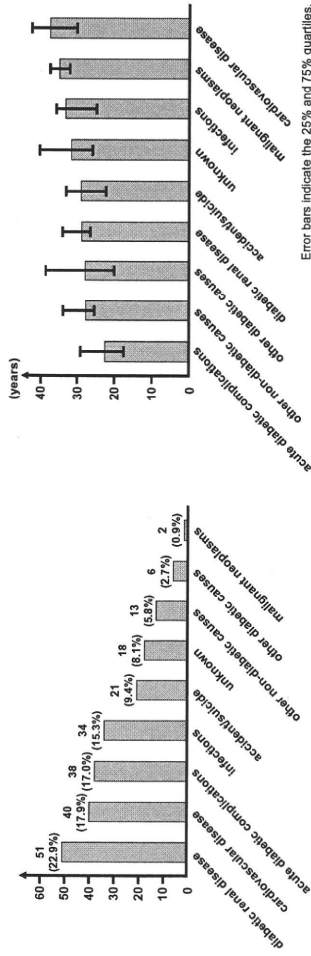 60
50
40
30
20
10
0
51
(22.9%)
40
(17.9%)
38
(17.0%)
34
(15.3%)
21
(9.4%)
18
(8.1%)
13
(5.8%)
6
(2.7%)
2
(0.9%)
diabetic renal disease
cardiovascular disease
acute diabetic complications
infections
accident/suicide
unknown
other non-diabetic causes
other diabetic causes
malignant neoplasms
(years)
40
30
20
10
0
acute diabetic complications
other non-diabetic causes
other diabetic causes
diabetic renal disease
accident/suicide
unknown
infections
malignant neoplasms
cardiovascular disease
Error bars indicate the 25% and 75% quartiles.